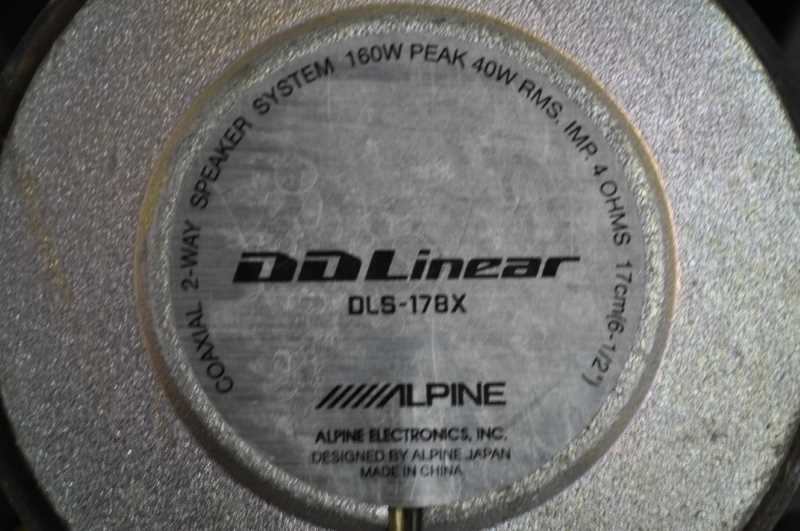 COAXIAL 2-WAY SPEAKER SYSTEM 160W PEAK 40W RMS, IMP. 4 OHMS 17cm(6-1/2")
DDLinear
DLS-178X
ALPINE
ALPINE ELECTRONICS, INC.
DESIGNED BY ALPINE JAPAN
MADE IN CHINA